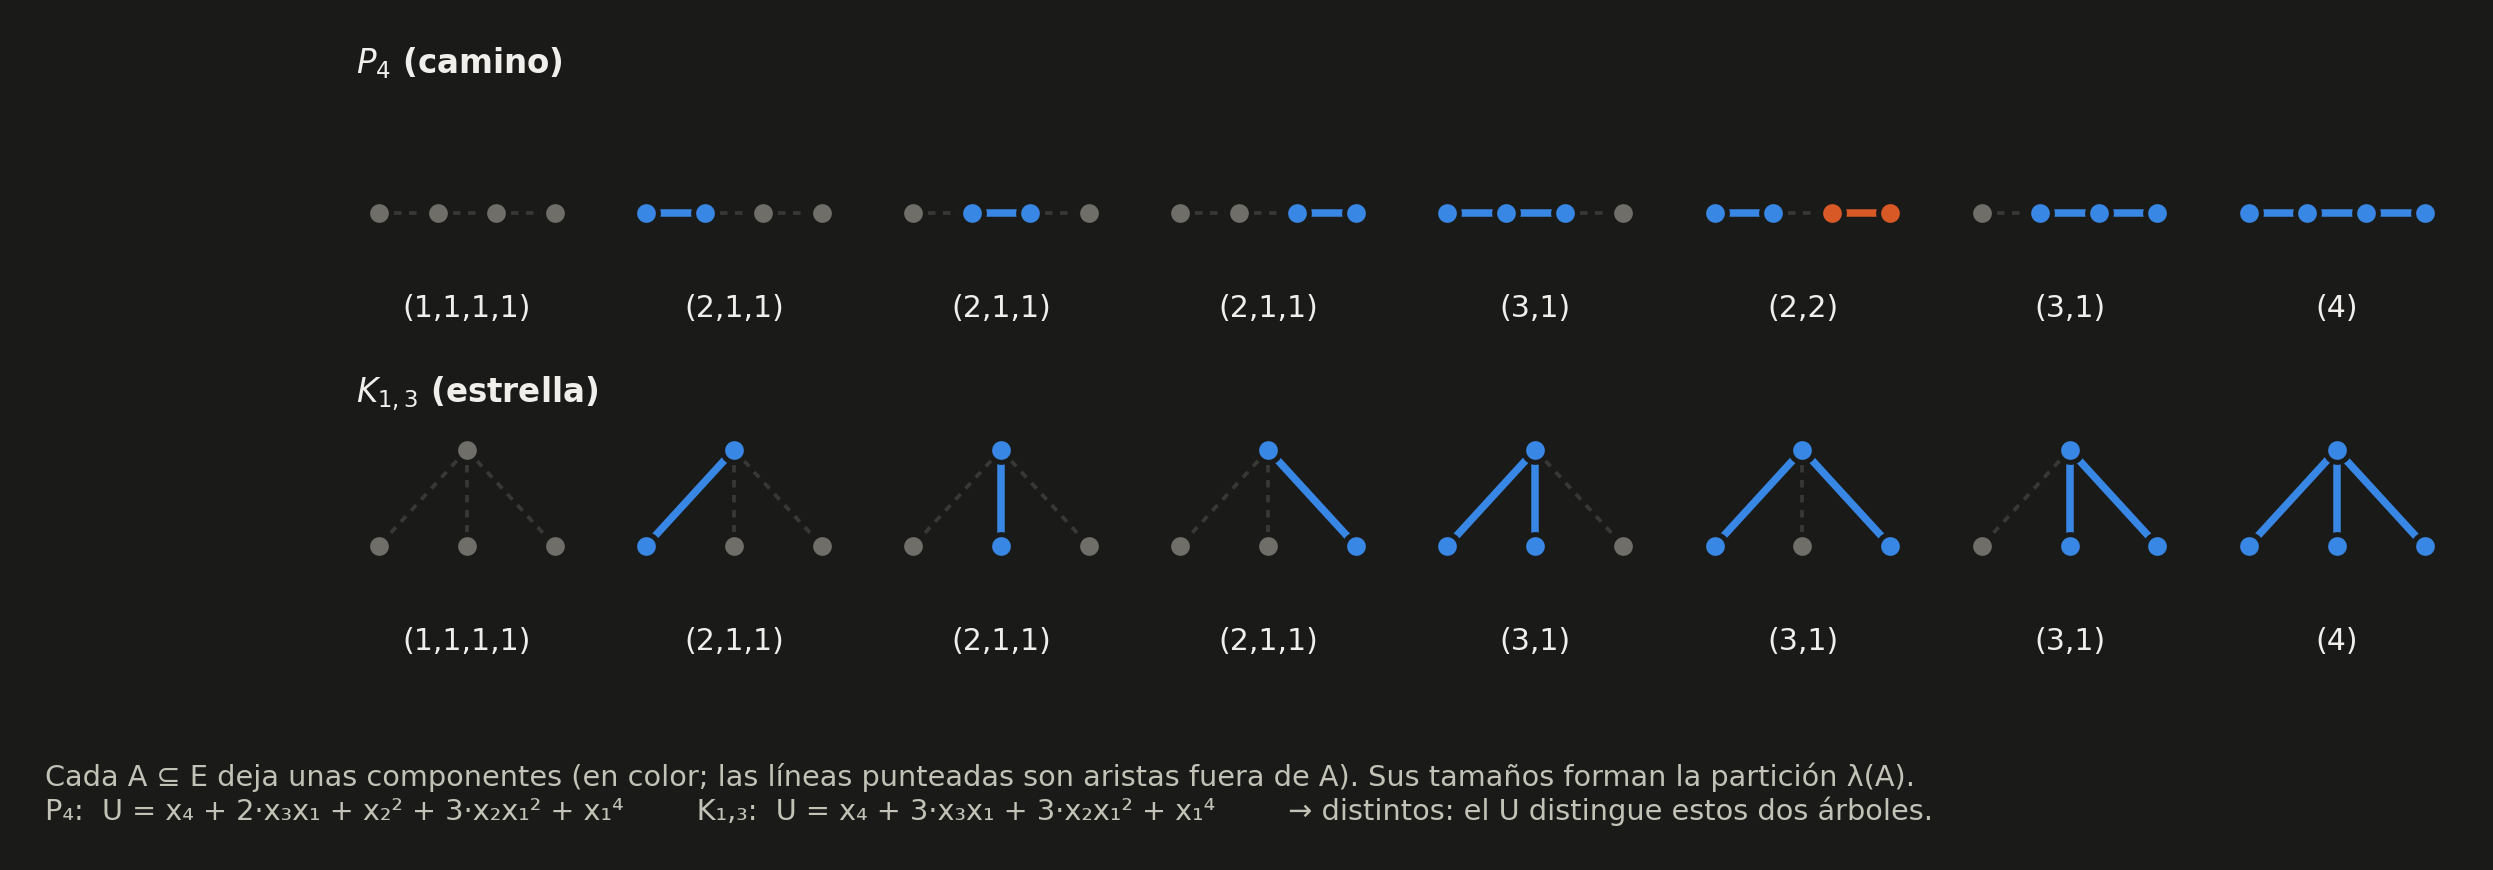 P₄ (camino)
(1,1,1,1) (2,1,1) (2,1,1) (2,1,1) (3,1) (2,2) (3,1) (4)
K₁,₃ (estrella)
(1,1,1,1) (2,1,1) (2,1,1) (2,1,1) (3,1) (3,1) (3,1) (4)
Cada A ⊆ E deja unas componentes (en color; las líneas punteadas son aristas fuera de A). Sus tamaños forman la partición λ(A).
P₄: U = x₄ + 2·x₃x₁ + x₂² + 3·x₂x₁² + x₁⁴ K₁,₃: U = x₄ + 3·x₃x₁ + 3·x₂x₁² + x₁⁴ → distintos: el U distingue estos dos árboles.